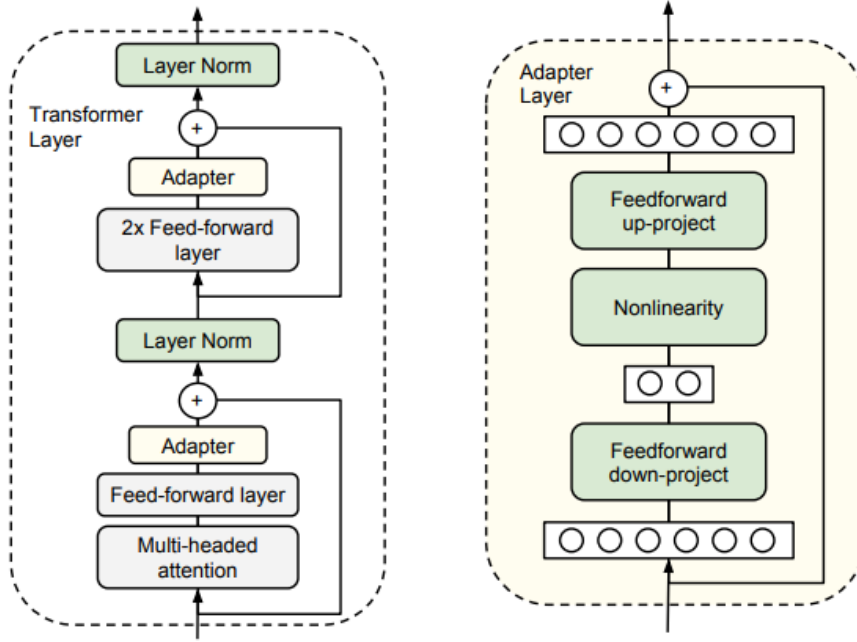 Layer Norm
Transformer
Layer
+
Adapter
2x Feed-forward
layer
Layer Norm
+
Adapter
Feed-forward layer
Multi-headed
attention
Adapter
Layer
+
Feedforward
up-project
Nonlinearity
Feedforward
down-project